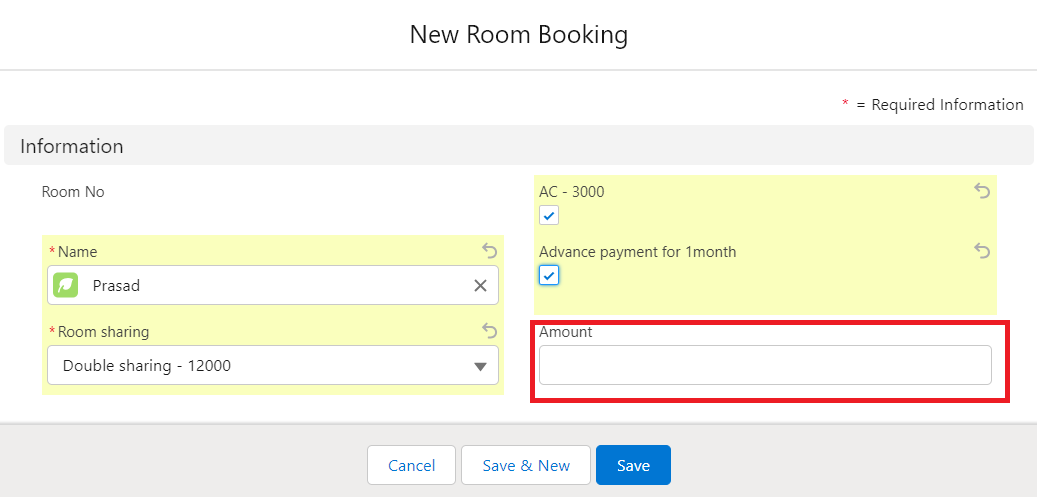 New Room Booking
* = Required Information
Information
Room No
AC - 3000
*Name
Advance payment for 1month
Prasad
*Room sharing
Amount
Double sharing - 12000
Cancel
Save & New
Save